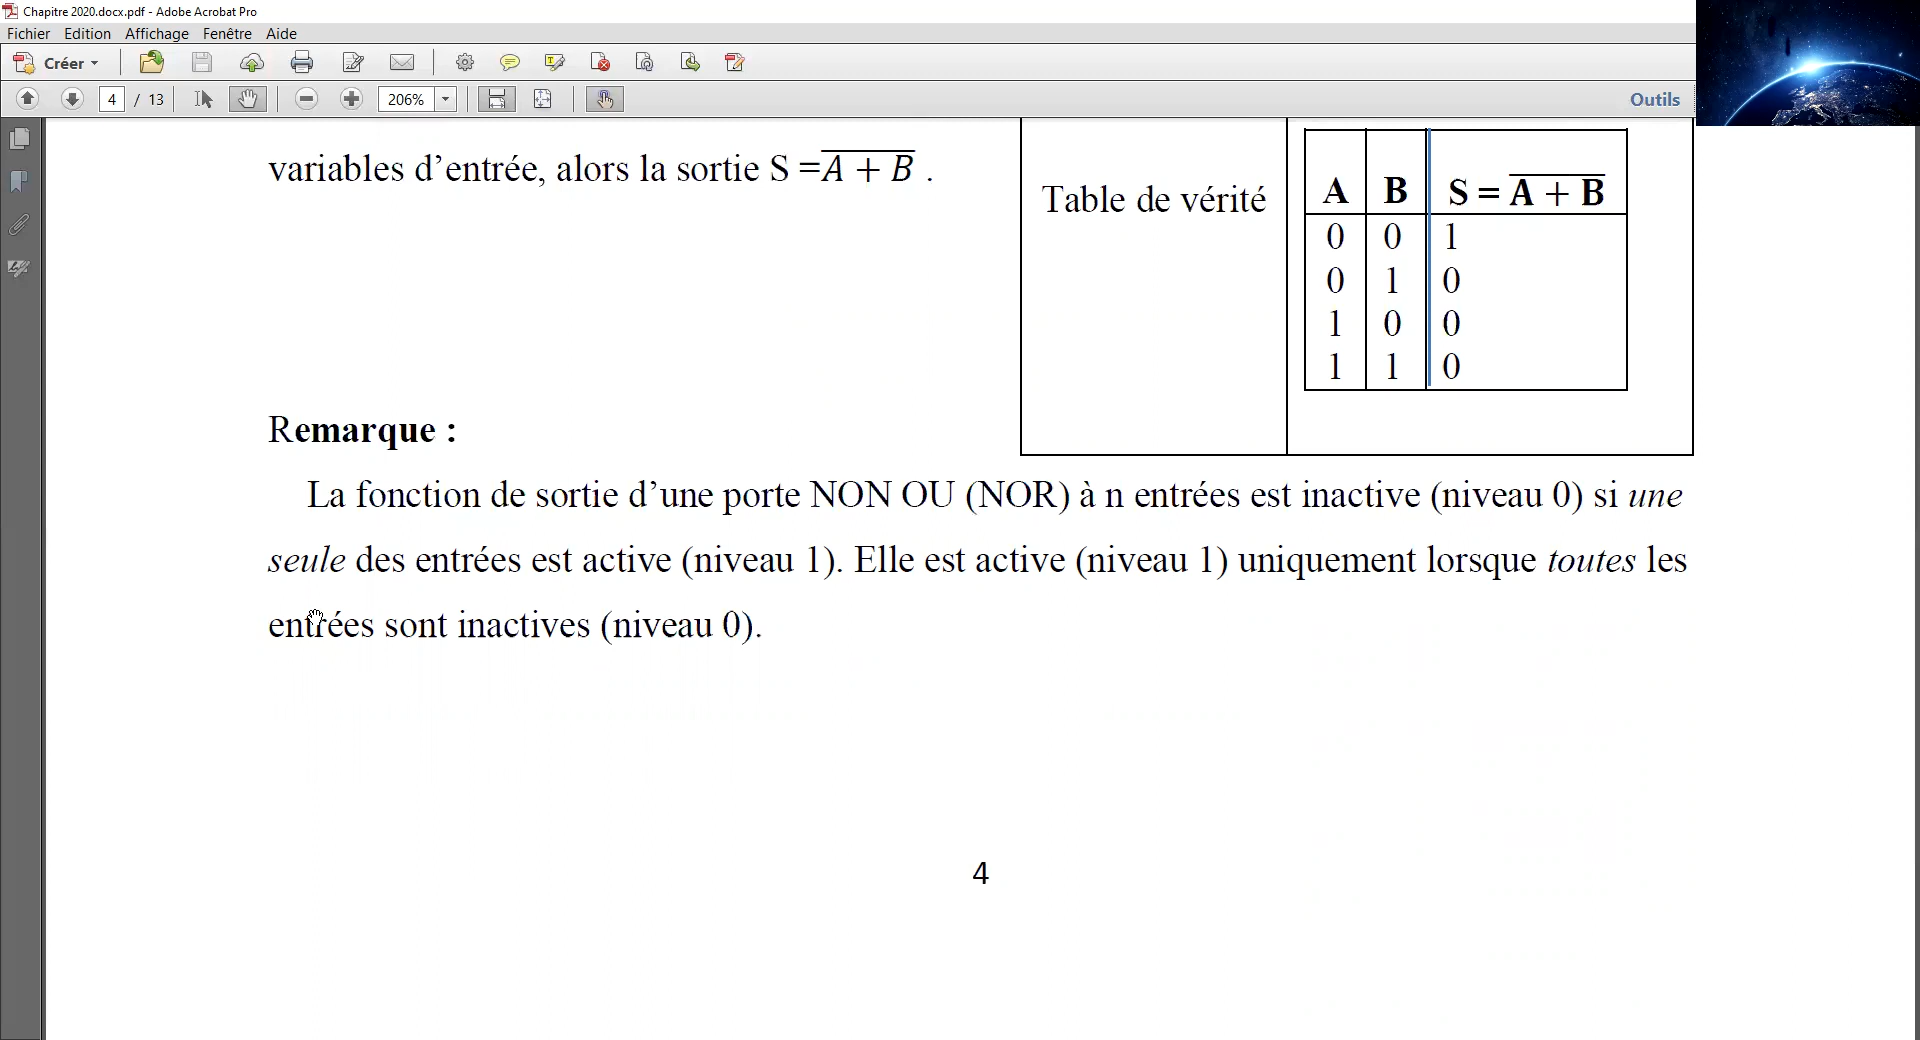 Chapitre 2020.docx.pdf - Adobe Acrobat Pro
Fichier Edition Affichage Fenêtre Aide
Créer
4 / 13 206% Outils
variables d’entrée, alors la sortie S =\overline{A + B} .
Table de vérité
A B S = \overline{A + B}
0 0 1
0 1 0
1 0 0
1 1 0
Remarque :
La fonction de sortie d’une porte NON OU (NOR) à n entrées est inactive (niveau 0) si une
seule des entrées est active (niveau 1). Elle est active (niveau 1) uniquement lorsque toutes les
entrées sont inactives (niveau 0).
4